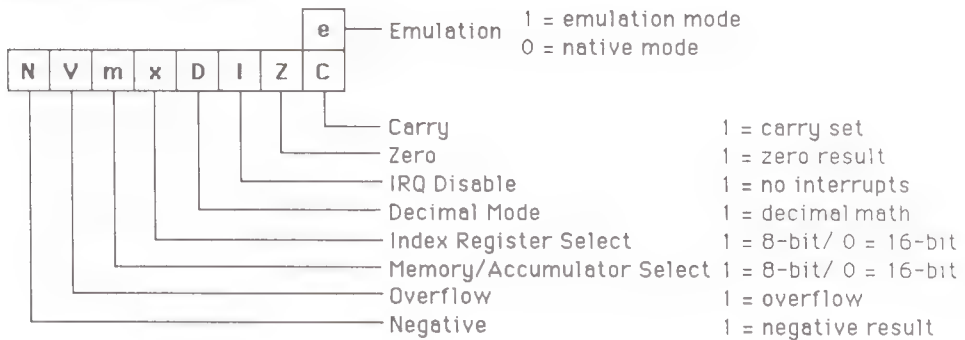 e Emulation 1 = emulation mode
0 = native mode
N V m x D I Z C
Carry 1 = carry set
Zero 1 = zero result
IRQ Disable 1 = no interrupts
Decimal Mode 1 = decimal math
Index Register Select 1 = 8-bit/ 0 = 16-bit
Memory/Accumulator Select 1 = 8-bit/ 0 = 16-bit
Overflow 1 = overflow
Negative 1 = negative result